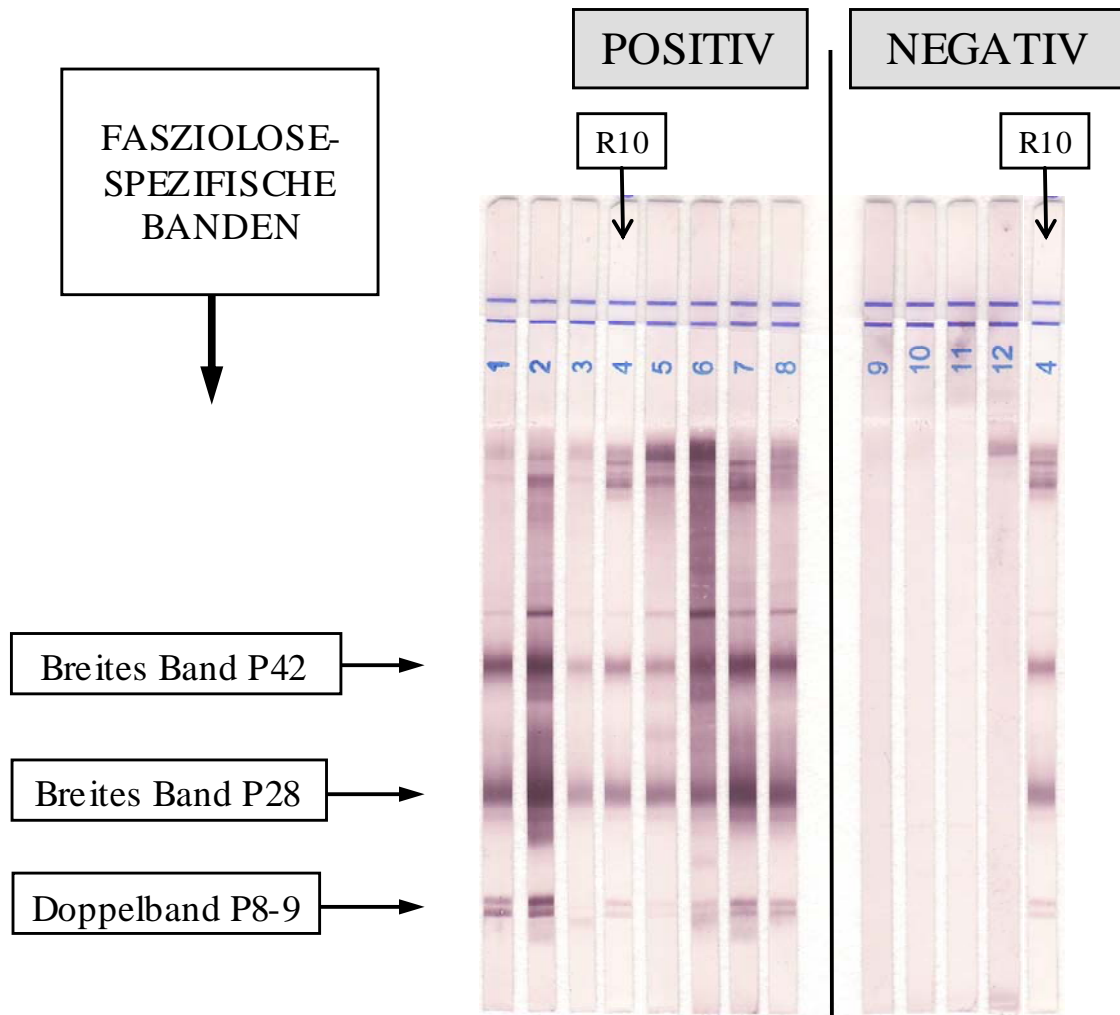 POSITIV
NEGATIV
FASZIOLOSE-
SPEZIFISCHE
BANDEN
R10
R10
1 2 3 4 5 6 7 8 9 10 11 12 4
Breites Band P42
Breites Band P28
Doppelband P8-9